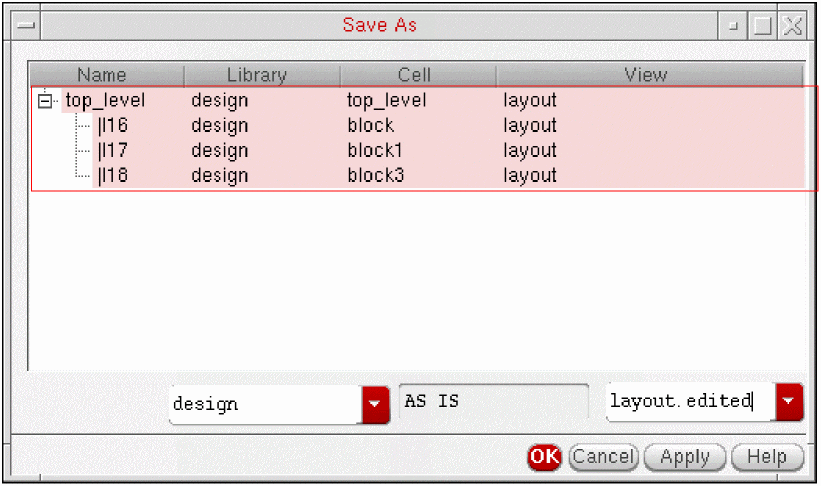 Save As
Name Library Cell View
top_level design top_level layout
|I16 design block layout
|I17 design block1 layout
|I18 design block3 layout
design AS IS layout.edited
OK Cancel Apply Help